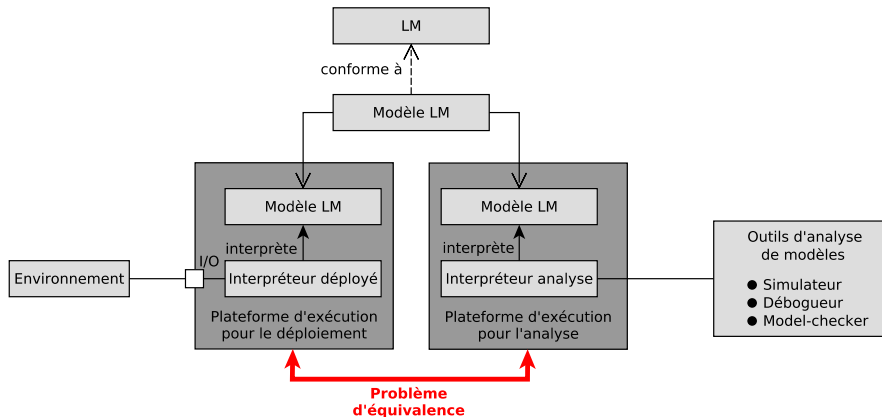 LM
conforme à
Modèle LM
Modèle LM
interprète
I/O
Environnement
Interpréteur déployé
Plateforme d'exécution
pour le déploiement
Modèle LM
interprète
Interpréteur analyse
Plateforme d'exécution
pour l'analyse
Outils d'analyse
de modèles
● Simulateur
● Débogueur
● Model-checker
Problème
d'équivalence